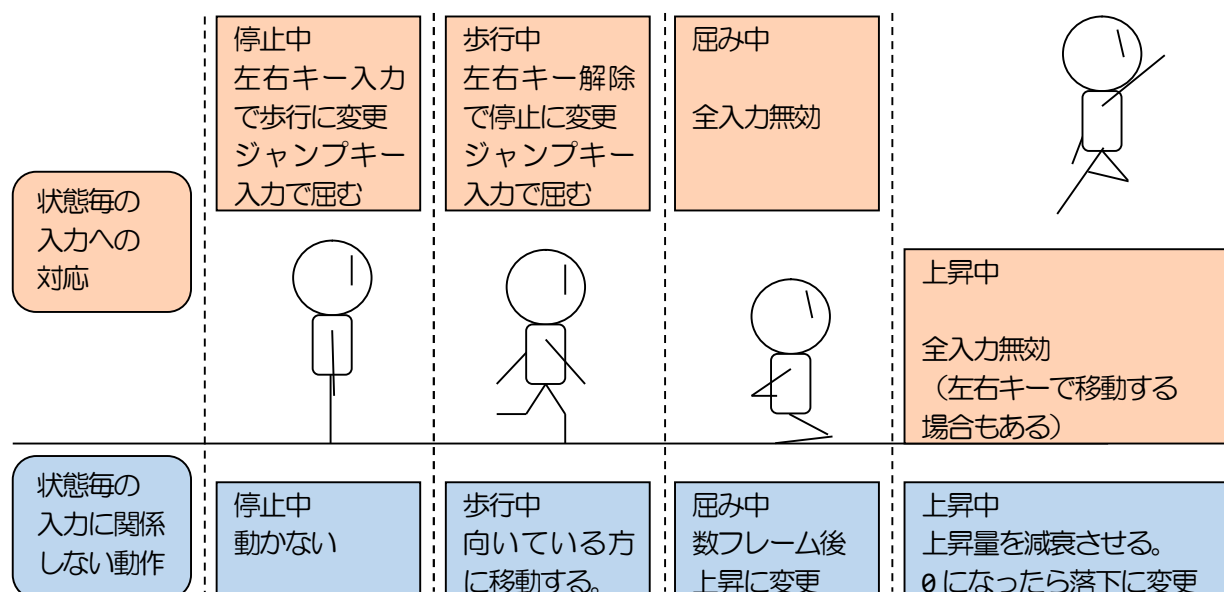 状態毎の
入力への
対応
停止中
左右キー入力
で歩行に変更
ジャンプキー
入力で屈む
歩行中
左右キー解除
で停止に変更
ジャンプキー
入力で屈む
屈み中
全入力無効
上昇中
全入力無効
（左右キーで移動する
場合もある）
状態毎の
入力に関係
しない動作
停止中
動かない
歩行中
向いている方
に移動する。
屈み中
数フレーム後
上昇に変更
上昇中
上昇量を減衰させる。
0になったら落下に変更